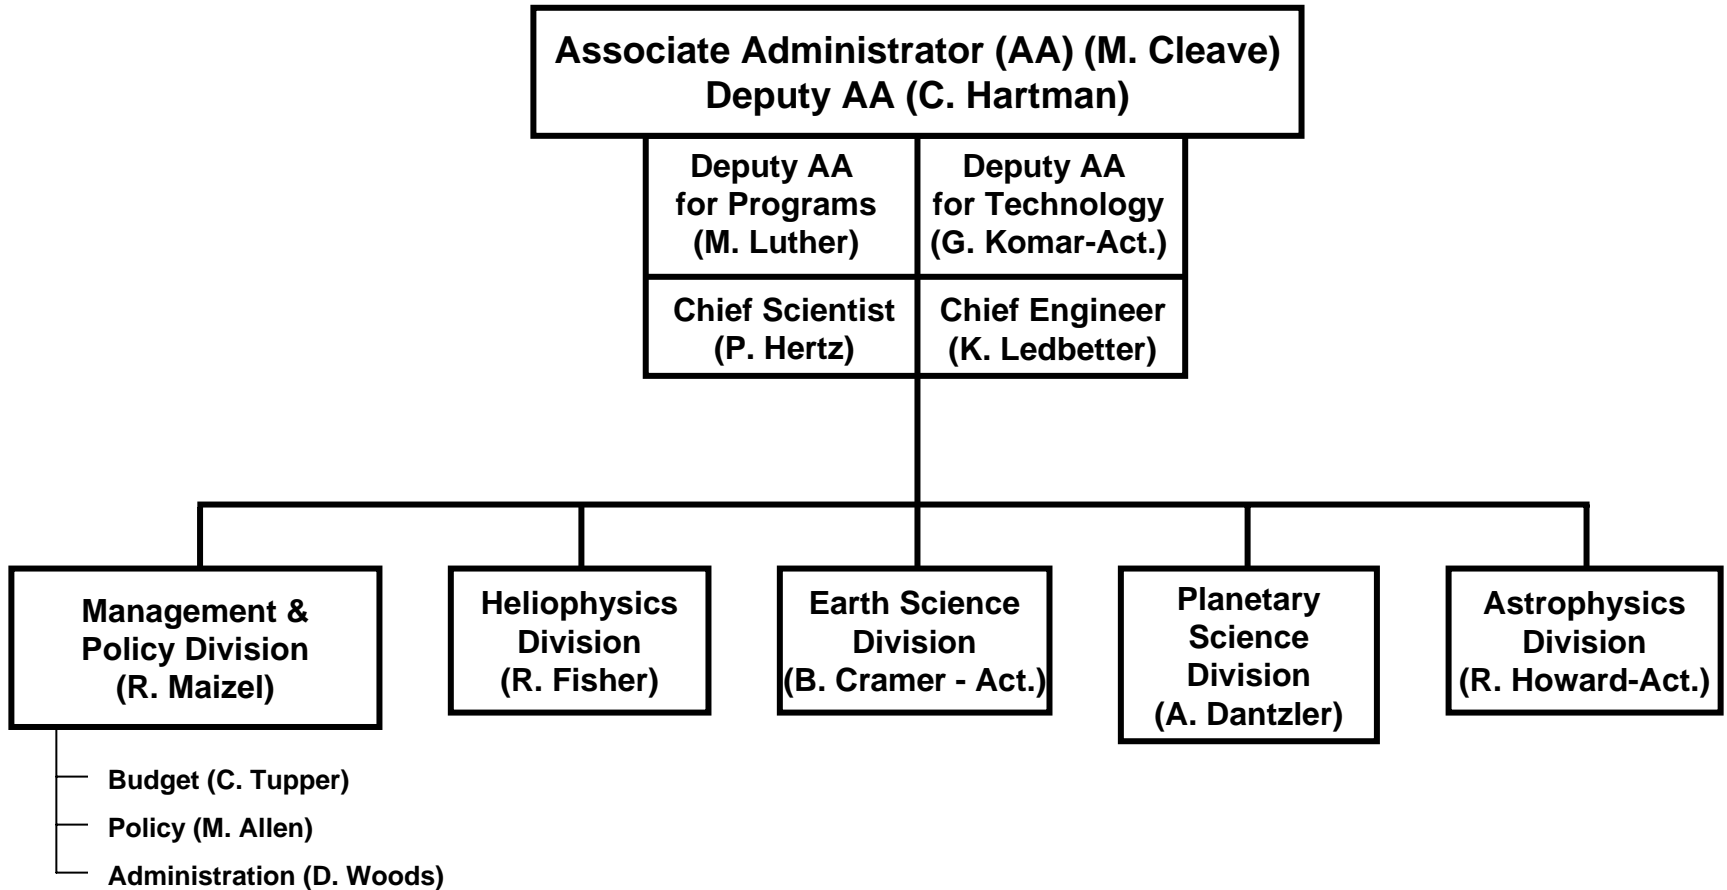 Associate Administrator (AA) (M. Cleave)
Deputy AA (C. Hartman)
Deputy AA
for Programs
(M. Luther)
Deputy AA
for Technology
(G. Komar-Act.)
Chief Scientist
(P. Hertz)
Chief Engineer
(K. Ledbetter)
Management &
Policy Division
(R. Maizel)
Heliophysics
Division
(R. Fisher)
Earth Science
Division
(B. Cramer - Act.)
Planetary
Science
Division
(A. Dantzler)
Astrophysics
Division
(R. Howard-Act.)
Budget (C. Tupper)
Policy (M. Allen)
Administration (D. Woods)